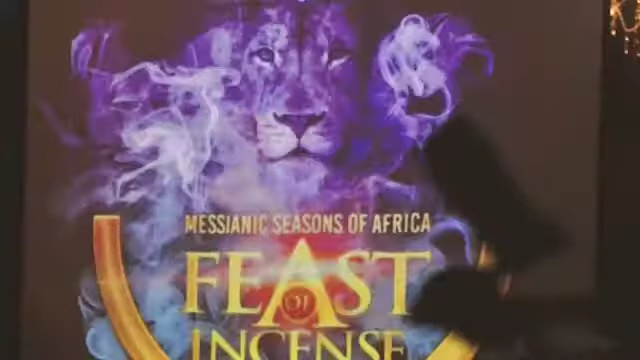 MESSIANIC SEASONS OF AFRICA
FEAST
OF
INCENSE